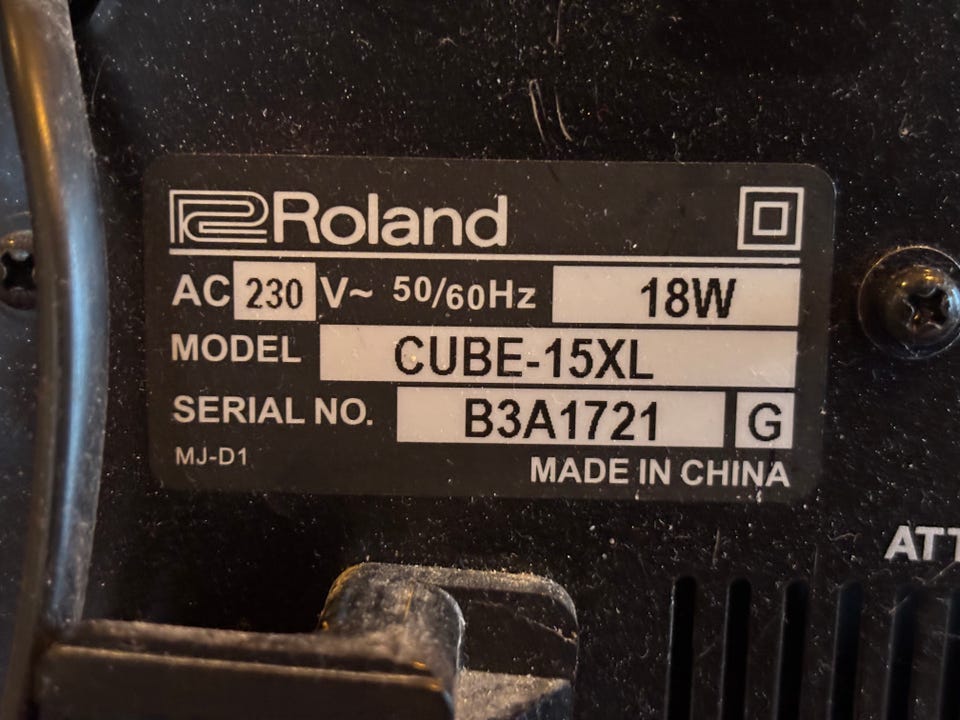 Roland
AC 230 V~ 50/60Hz 18W
MODEL CUBE-15XL
SERIAL NO. B3A1721 G
MJ-D1
MADE IN CHINA
ATT